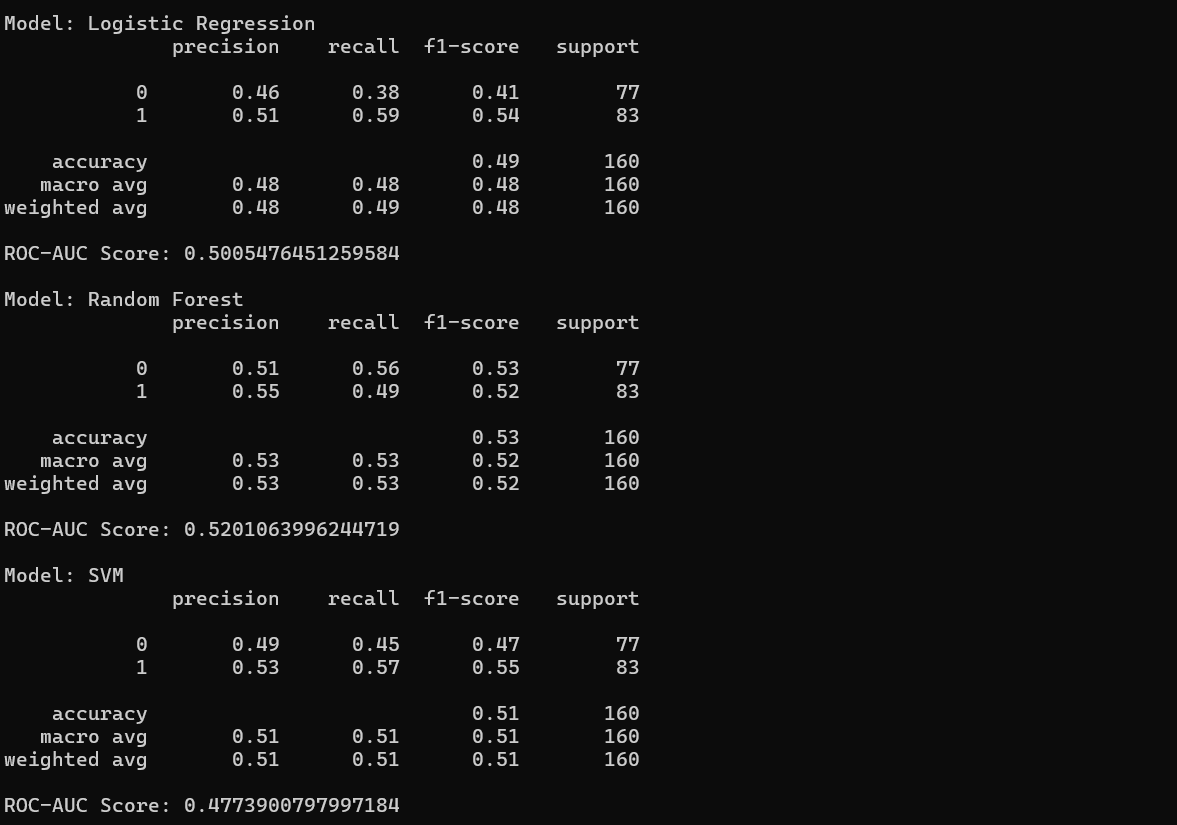 Model: Logistic Regression
precision recall f1-score support
0 0.46 0.38 0.41 77
1 0.51 0.59 0.54 83
accuracy 0.49 160
macro avg 0.48 0.48 0.48 160
weighted avg 0.48 0.49 0.48 160
ROC-AUC Score: 0.5005476451259584
Model: Random Forest
precision recall f1-score support
0 0.51 0.56 0.53 77
1 0.55 0.49 0.52 83
accuracy 0.53 160
macro avg 0.53 0.53 0.52 160
weighted avg 0.53 0.53 0.52 160
ROC-AUC Score: 0.5201063996244719
Model: SVM
precision recall f1-score support
0 0.49 0.45 0.47 77
1 0.53 0.57 0.55 83
accuracy 0.51 160
macro avg 0.51 0.51 0.51 160
weighted avg 0.51 0.51 0.51 160
ROC-AUC Score: 0.4773900797997184